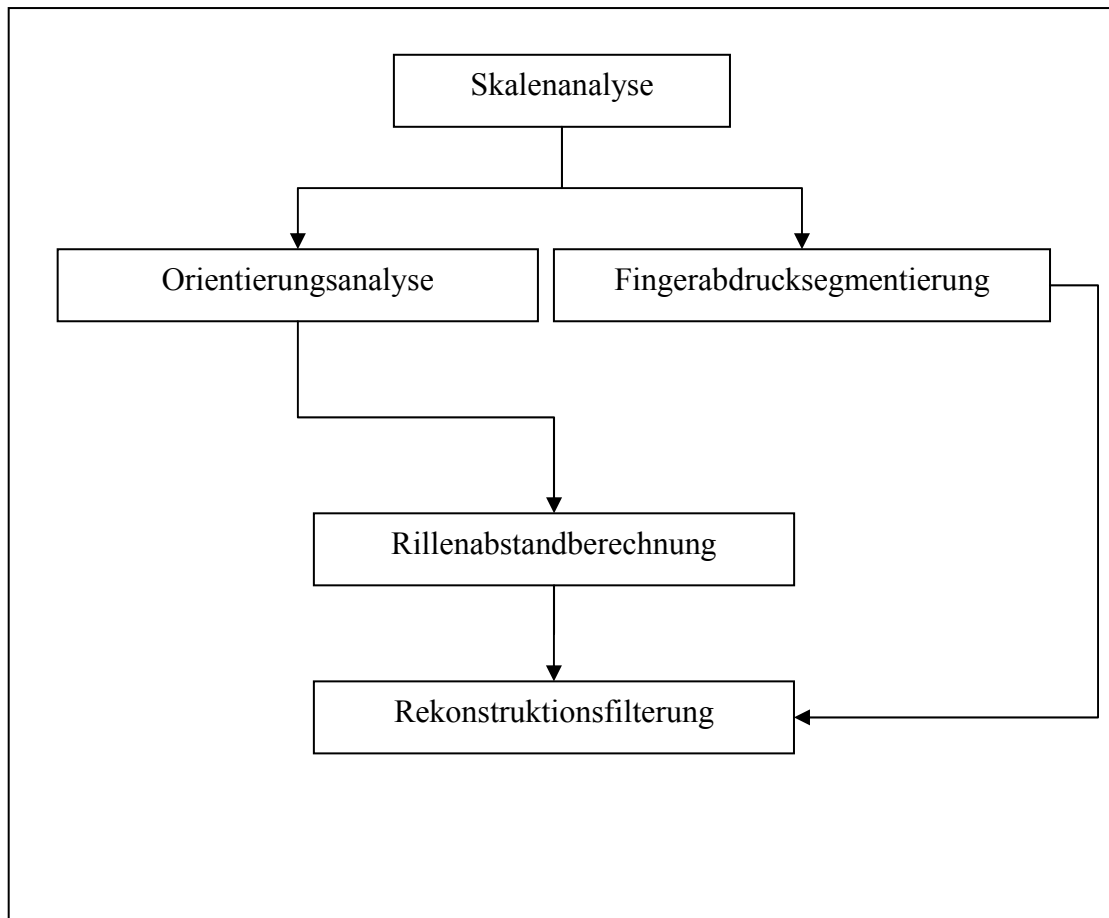 Skalenanalyse
Orientierungsanalyse
Fingerabdrucksegmentierung
Rillenabstandberechnung
Rekonstruktionsfilterung